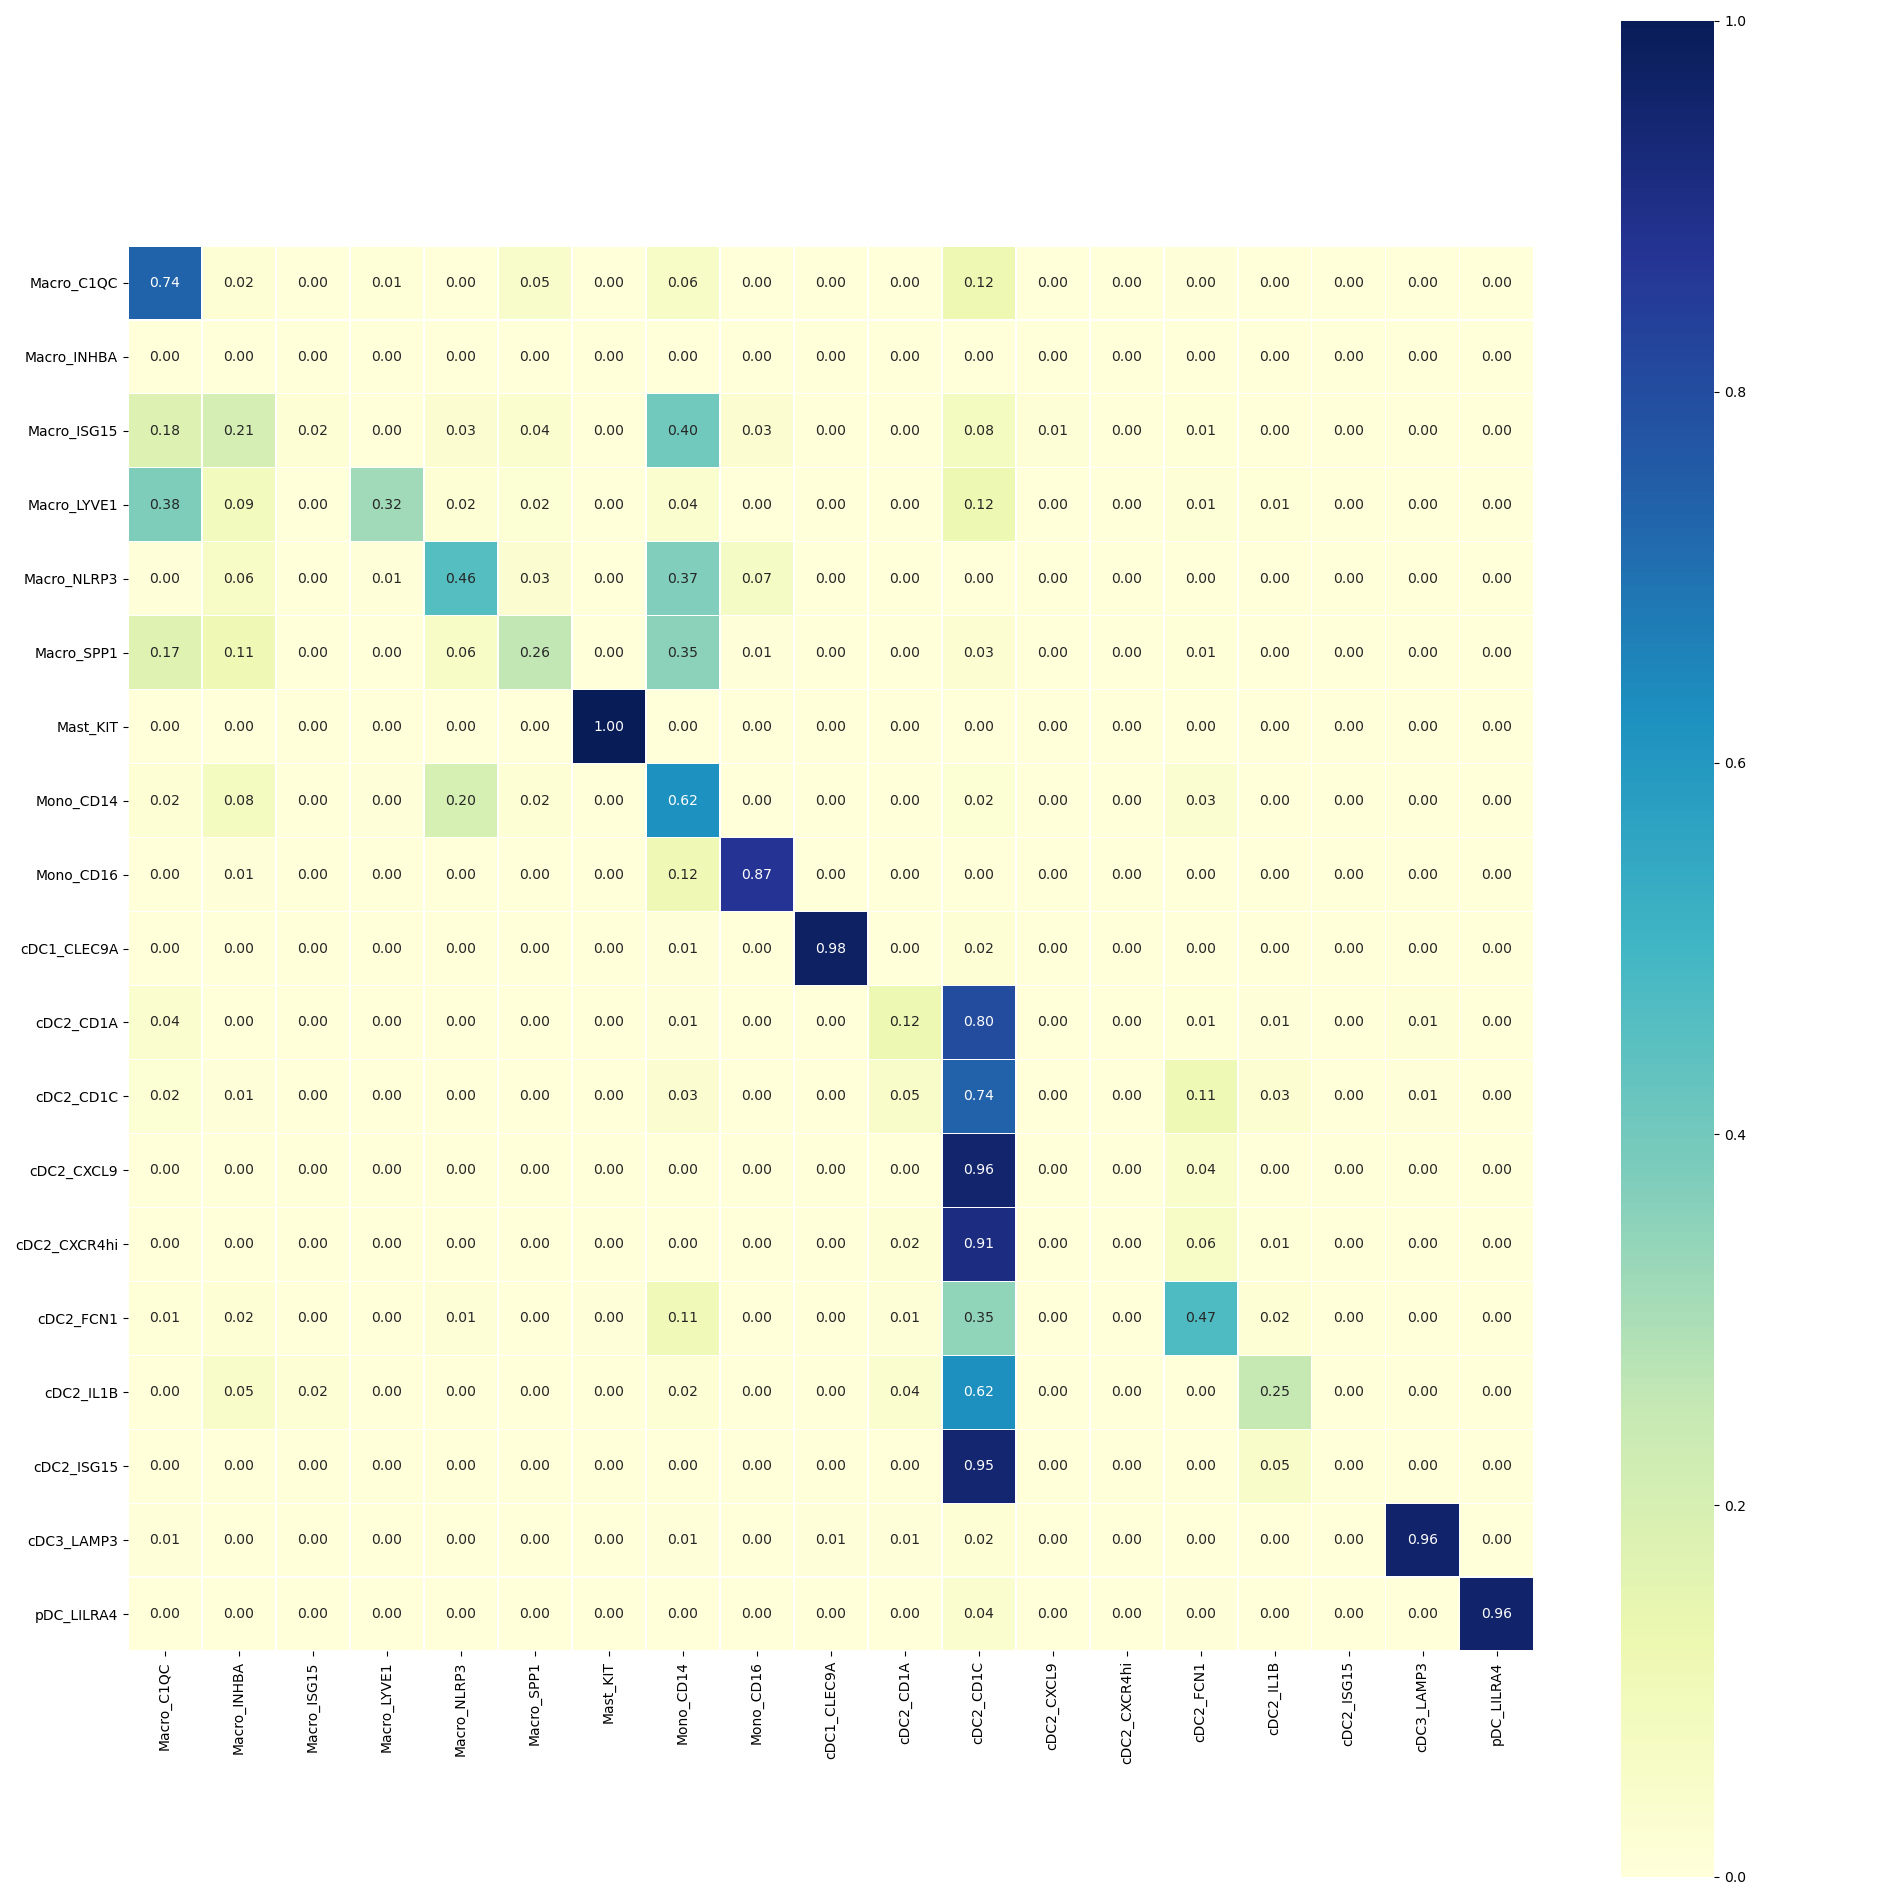 1.0
Macro_C1QC 0.74 0.02 0.00 0.01 0.00 0.05 0.00 0.06 0.00 0.00 0.00 0.12 0.00 0.00 0.00 0.00 0.00 0.00 0.00
Macro_INHBA 0.00 0.00 0.00 0.00 0.00 0.00 0.00 0.00 0.00 0.00 0.00 0.00 0.00 0.00 0.00 0.00 0.00 0.00 0.00
0.8
Macro_ISG15 0.18 0.21 0.02 0.00 0.03 0.04 0.00 0.40 0.03 0.00 0.00 0.08 0.01 0.00 0.01 0.00 0.00 0.00 0.00
Macro_LYVE1 0.38 0.09 0.00 0.32 0.02 0.02 0.00 0.04 0.00 0.00 0.00 0.12 0.00 0.00 0.01 0.01 0.00 0.00 0.00
Macro_NLRP3 0.00 0.06 0.00 0.01 0.46 0.03 0.00 0.37 0.07 0.00 0.00 0.00 0.00 0.00 0.00 0.00 0.00 0.00 0.00
Macro_SPP1 0.17 0.11 0.00 0.00 0.06 0.26 0.00 0.35 0.01 0.00 0.00 0.03 0.00 0.00 0.01 0.00 0.00 0.00 0.00
Mast_KIT 0.00 0.00 0.00 0.00 0.00 0.00 1.00 0.00 0.00 0.00 0.00 0.00 0.00 0.00 0.00 0.00 0.00 0.00 0.00
0.6
Mono_CD14 0.02 0.08 0.00 0.00 0.20 0.02 0.00 0.62 0.00 0.00 0.00 0.02 0.00 0.00 0.03 0.00 0.00 0.00 0.00
Mono_CD16 0.00 0.01 0.00 0.00 0.00 0.00 0.00 0.12 0.87 0.00 0.00 0.00 0.00 0.00 0.00 0.00 0.00 0.00 0.00
cDC1_CLEC9A 0.00 0.00 0.00 0.00 0.00 0.00 0.00 0.01 0.00 0.98 0.00 0.02 0.00 0.00 0.00 0.00 0.00 0.00 0.00
cDC2_CD1A 0.04 0.00 0.00 0.00 0.00 0.00 0.00 0.01 0.00 0.00 0.12 0.80 0.00 0.00 0.01 0.01 0.00 0.01 0.00
cDC2_CD1C 0.02 0.01 0.00 0.00 0.00 0.00 0.00 0.03 0.00 0.00 0.05 0.74 0.00 0.00 0.11 0.03 0.00 0.01 0.00
0.4
cDC2_CXCL9 0.00 0.00 0.00 0.00 0.00 0.00 0.00 0.00 0.00 0.00 0.00 0.96 0.00 0.00 0.04 0.00 0.00 0.00 0.00
cDC2_CXCR4hi 0.00 0.00 0.00 0.00 0.00 0.00 0.00 0.00 0.00 0.00 0.02 0.91 0.00 0.00 0.06 0.01 0.00 0.00 0.00
cDC2_FCN1 0.01 0.02 0.00 0.00 0.01 0.00 0.00 0.11 0.00 0.00 0.01 0.35 0.00 0.00 0.47 0.02 0.00 0.00 0.00
cDC2_IL1B 0.00 0.05 0.02 0.00 0.00 0.00 0.00 0.02 0.00 0.00 0.04 0.62 0.00 0.00 0.00 0.25 0.00 0.00 0.00
cDC2_ISG15 0.00 0.00 0.00 0.00 0.00 0.00 0.00 0.00 0.00 0.00 0.00 0.95 0.00 0.00 0.00 0.05 0.00 0.00 0.00
0.2
cDC3_LAMP3 0.01 0.00 0.00 0.00 0.00 0.00 0.00 0.01 0.00 0.01 0.01 0.02 0.00 0.00 0.00 0.00 0.00 0.96 0.00
pDC_LILRA4 0.00 0.00 0.00 0.00 0.00 0.00 0.00 0.00 0.00 0.00 0.00 0.04 0.00 0.00 0.00 0.00 0.00 0.00 0.96
Macro_C1QC
Macro_INHBA
Macro_ISG15
Macro_LYVE1
Macro_NLRP3
Macro_SPP1
Mast_KIT
Mono_CD14
Mono_CD16
cDC1_CLEC9A
cDC2_CD1A
cDC2_CD1C
cDC2_CXCL9
cDC2_CXCR4hi
cDC2_FCN1
cDC2_IL1B
cDC2_ISG15
cDC3_LAMP3
pDC_LILRA4
0.0